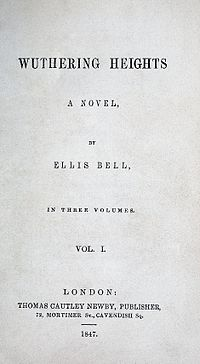 WUTHERING HEIGHTS
A NOVEL,
BY
ELLIS BELL,
IN THREE VOLUMES.
VOL. I.
LONDON:
THOMAS CAUTLEY NEWBY, PUBLISHER,
72, MORTIMER St., CAVENDISH Sq.
1847.